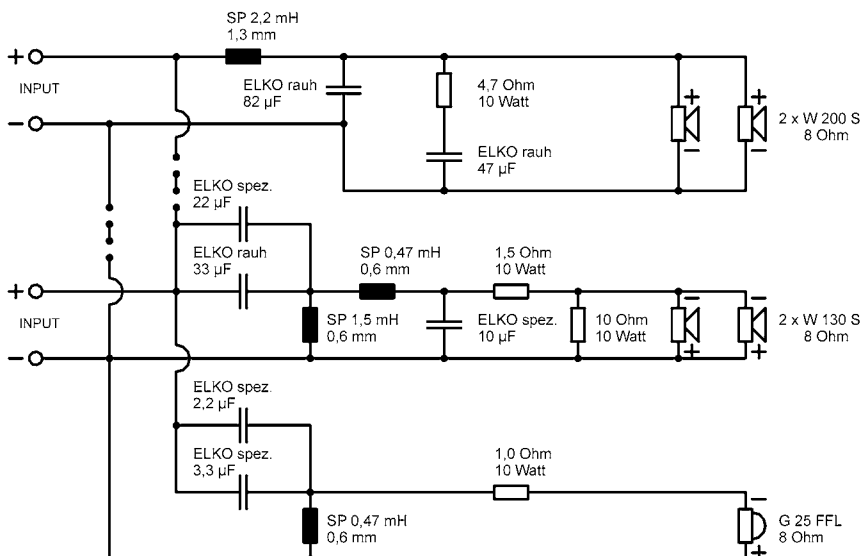 SP 2,2 mH
1,3 mm
+
INPUT
−
ELKO rauh
82 µF
4,7 Ohm
10 Watt
ELKO rauh
47 µF
+
−
+
−
2 x W 200 S
8 Ohm
ELKO spez.
22 µF
ELKO rauh
33 µF
SP 0,47 mH
0,6 mm
1,5 Ohm
10 Watt
+
INPUT
−
SP 1,5 mH
0,6 mm
ELKO spez.
10 µF
10 Ohm
10 Watt
−
+
−
+
2 x W 130 S
8 Ohm
ELKO spez.
2,2 µF
ELKO spez.
3,3 µF
1,0 Ohm
10 Watt
SP 0,47 mH
0,6 mm
−
+
G 25 FFL
8 Ohm